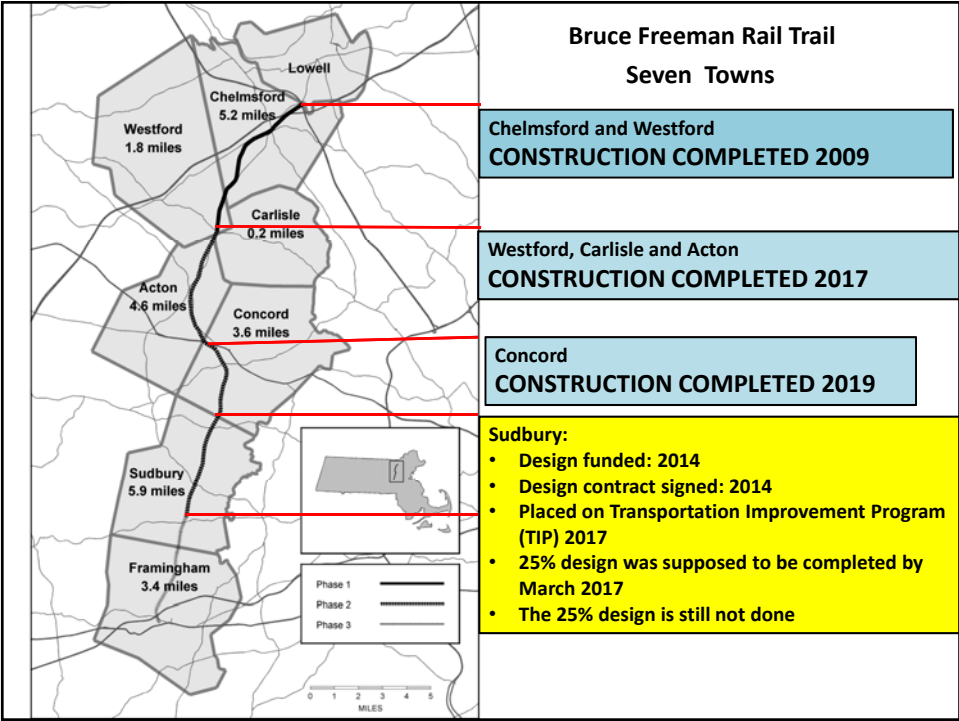 Bruce Freeman Rail Trail
Seven Towns
Lowell
Chelmsford
5.2 miles
Westford
1.8 miles
Carlisle
0.2 miles
Acton
4.6 miles
Concord
3.6 miles
Sudbury
5.9 miles
Framingham
3.4 miles
Phase 1
Phase 2
Phase 3
0 1 2 3 4 5
MILES
Chelmsford and Westford
CONSTRUCTION COMPLETED 2009
Westford, Carlisle and Acton
CONSTRUCTION COMPLETED 2017
Concord
CONSTRUCTION COMPLETED 2019
Sudbury:
• Design funded: 2014
• Design contract signed: 2014
• Placed on Transportation Improvement Program
(TIP) 2017
• 25% design was supposed to be completed by
March 2017
• The 25% design is still not done